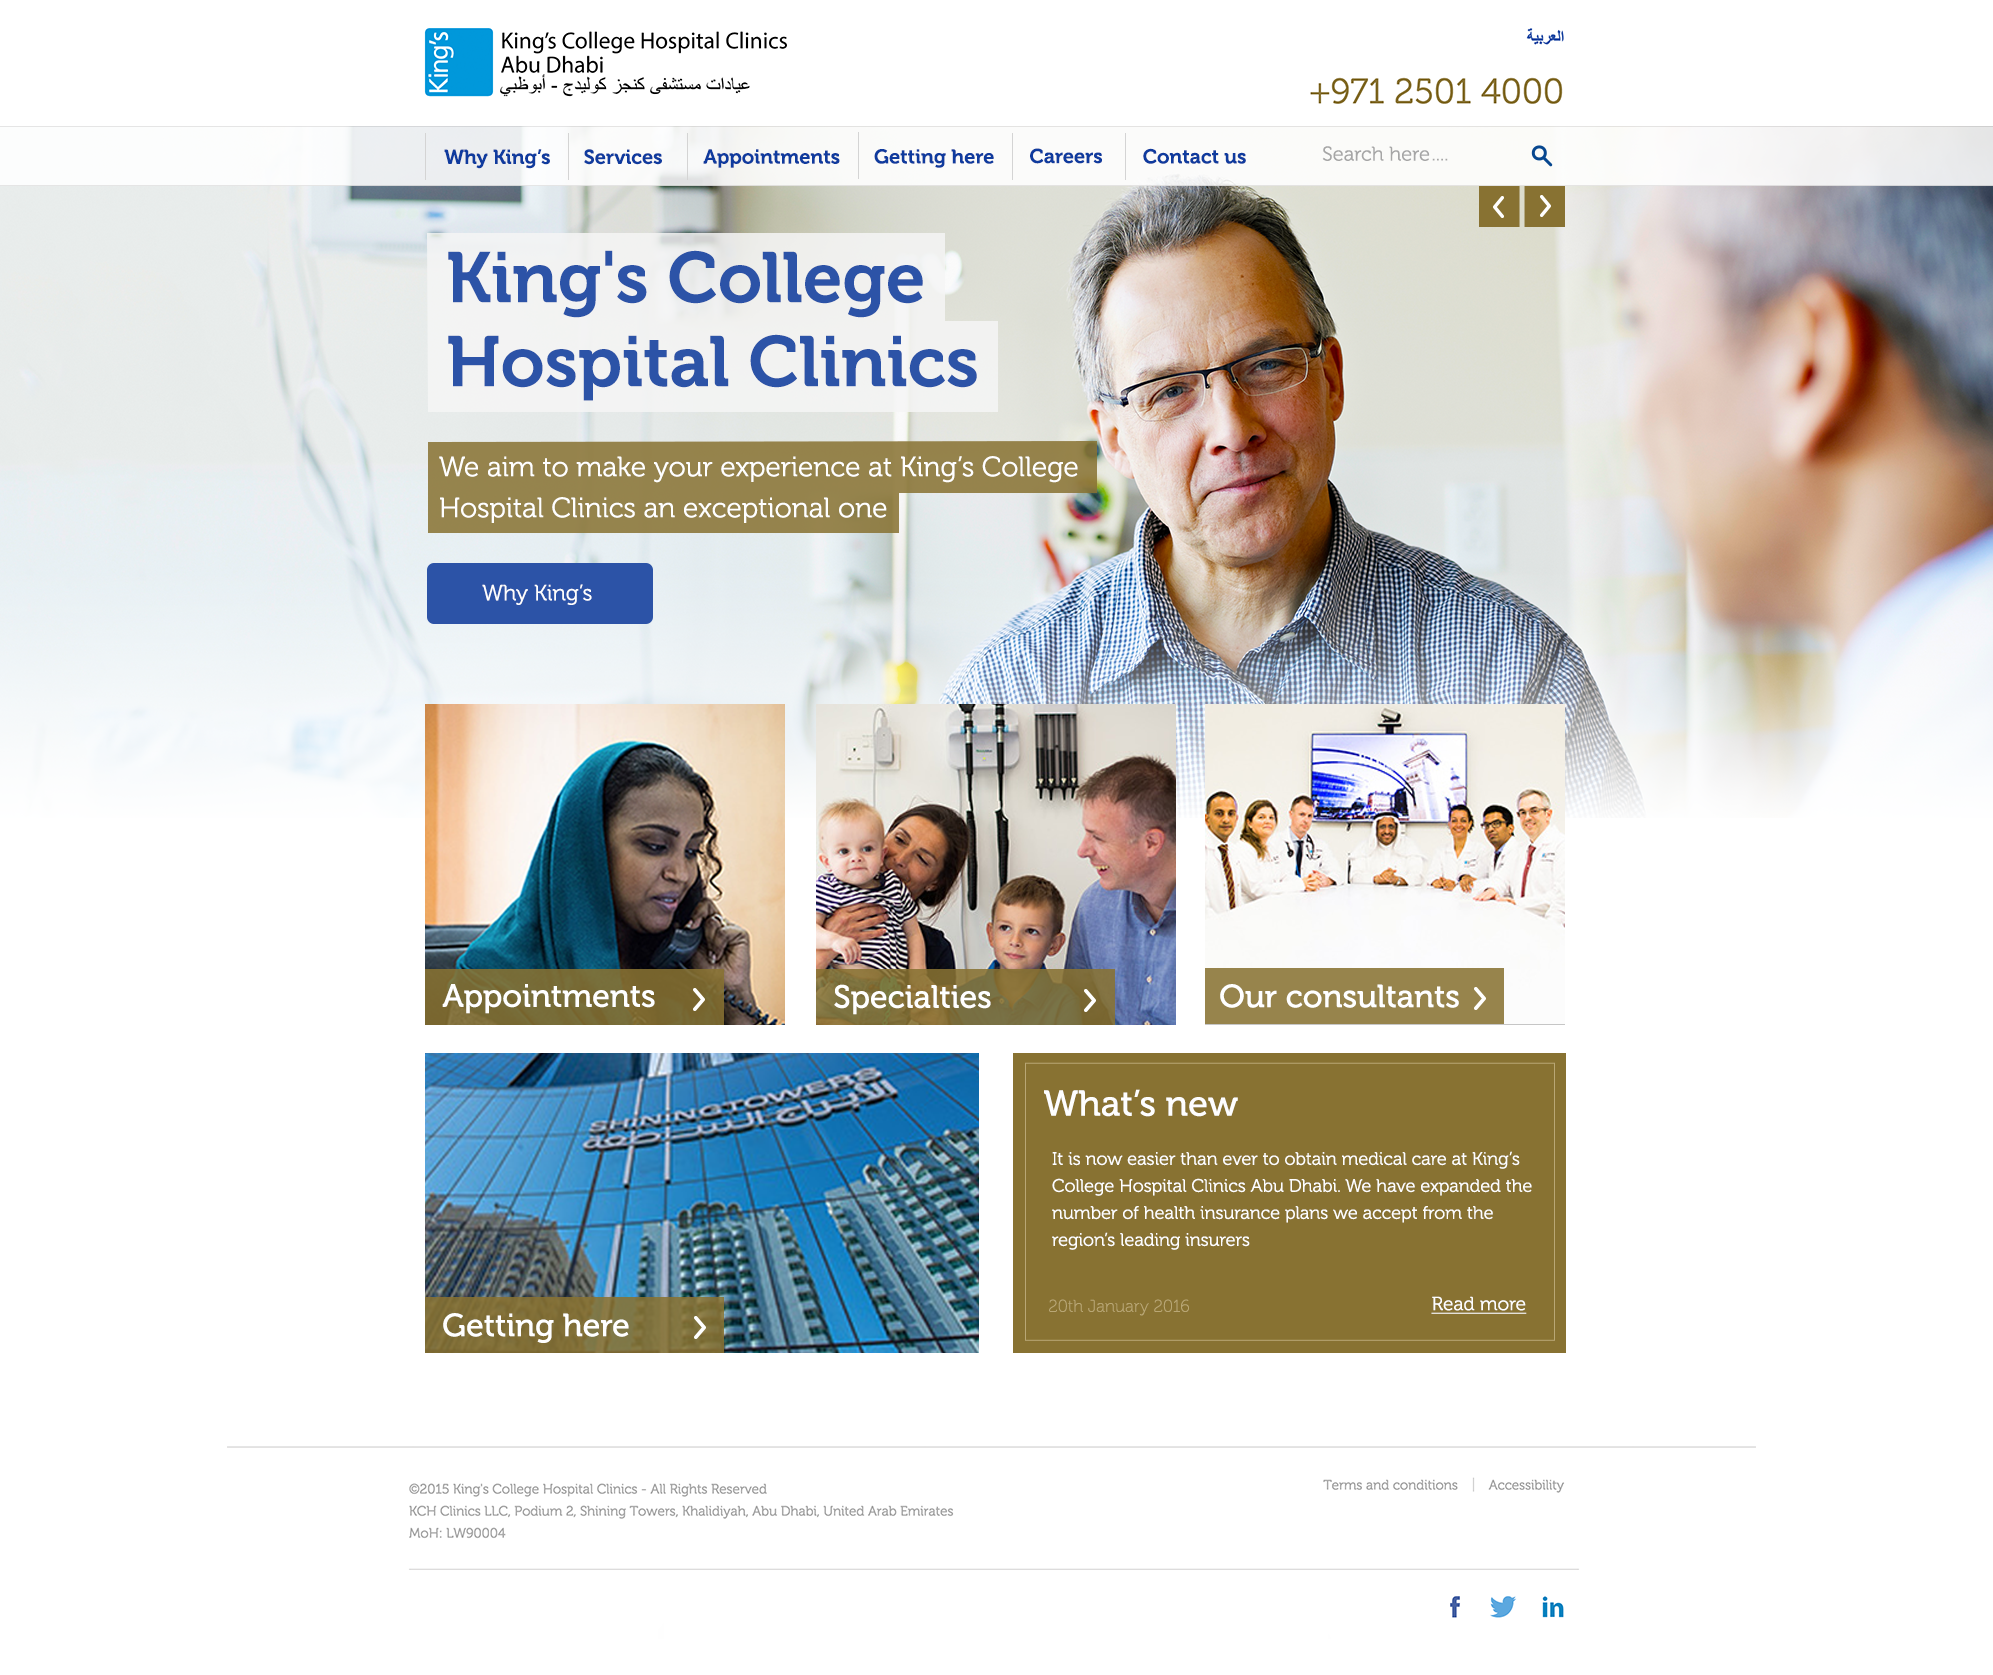 King's
King's College Hospital Clinics
Abu Dhabi
عيادات مستشفى كنجز كوليدج - أبوظبي
العربية
+971 2501 4000
Why King's
Services
Appointments
Getting here
Careers
Contact us
Search here....
King's College
Hospital Clinics
We aim to make your experience at King's College
Hospital Clinics an exceptional one
Why King's
Appointments
Specialties
Our consultants
SHINING TOWERS
الأبراج الساطعة
Getting here
What's new
It is now easier than ever to obtain medical care at King's
College Hospital Clinics Abu Dhabi. We have expanded the
number of health insurance plans we accept from the
region's leading insurers
20th January 2016
Read more
©2015 King's College Hospital Clinics - All Rights Reserved
KCH Clinics LLC, Podium 2, Shining Towers, Khalidiyah, Abu Dhabi, United Arab Emirates
MoH: LW90004
Terms and conditions
Accessibility
f
in